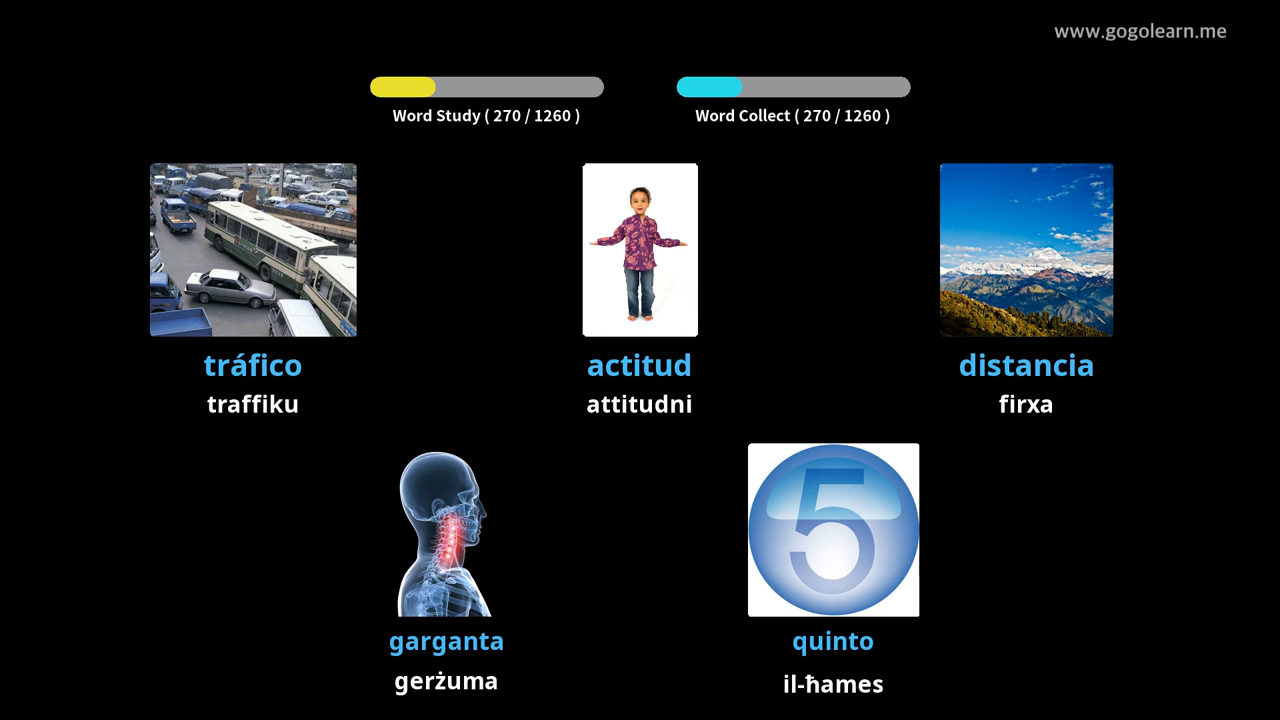 www.gogolearn.me
Word Study ( 270 / 1260 )
Word Collect ( 270 / 1260 )
tráfico
traffiku
actitud
attitudni
distancia
firxa
garganta
gerżuma
5
quinto
il-ħames